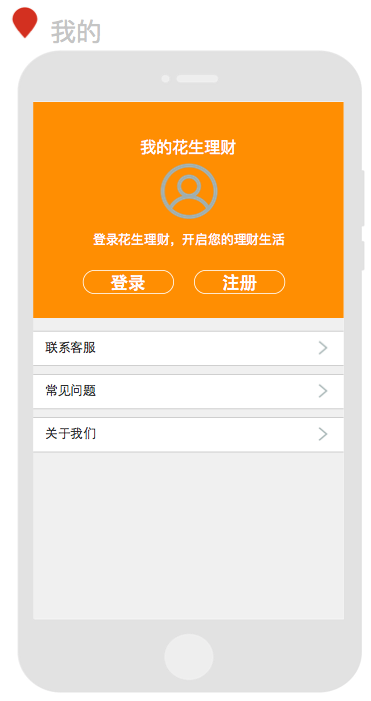 我的
我的花生理财
登录花生理财，开启您的理财生活
登录
注册
联系客服
常见问题
关于我们